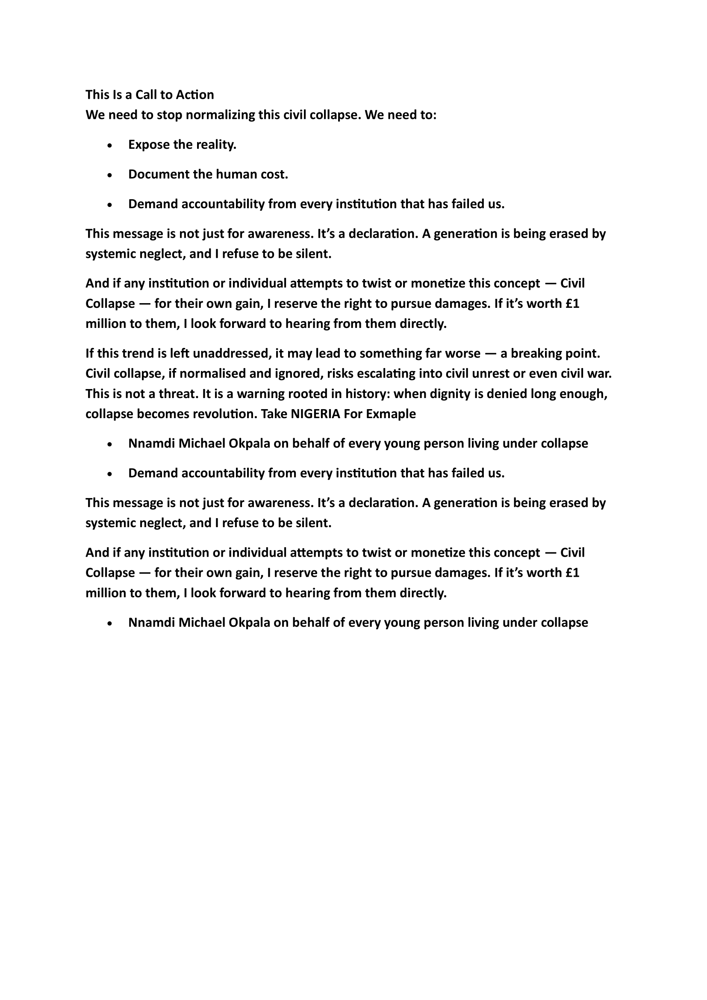 This Is a Call to Action
We need to stop normalizing this civil collapse. We need to:
• Expose the reality.
• Document the human cost.
• Demand accountability from every institution that has failed us.
This message is not just for awareness. It’s a declaration. A generation is being erased by
systemic neglect, and I refuse to be silent.
And if any institution or individual attempts to twist or monetize this concept — Civil
Collapse — for their own gain, I reserve the right to pursue damages. If it’s worth £1
million to them, I look forward to hearing from them directly.
If this trend is left unaddressed, it may lead to something far worse — a breaking point.
Civil collapse, if normalised and ignored, risks escalating into civil unrest or even civil war.
This is not a threat. It is a warning rooted in history: when dignity is denied long enough,
collapse becomes revolution. Take NIGERIA For Exmaple
• Nnamdi Michael Okpala on behalf of every young person living under collapse
• Demand accountability from every institution that has failed us.
This message is not just for awareness. It’s a declaration. A generation is being erased by
systemic neglect, and I refuse to be silent.
And if any institution or individual attempts to twist or monetize this concept — Civil
Collapse — for their own gain, I reserve the right to pursue damages. If it’s worth £1
million to them, I look forward to hearing from them directly.
• Nnamdi Michael Okpala on behalf of every young person living under collapse